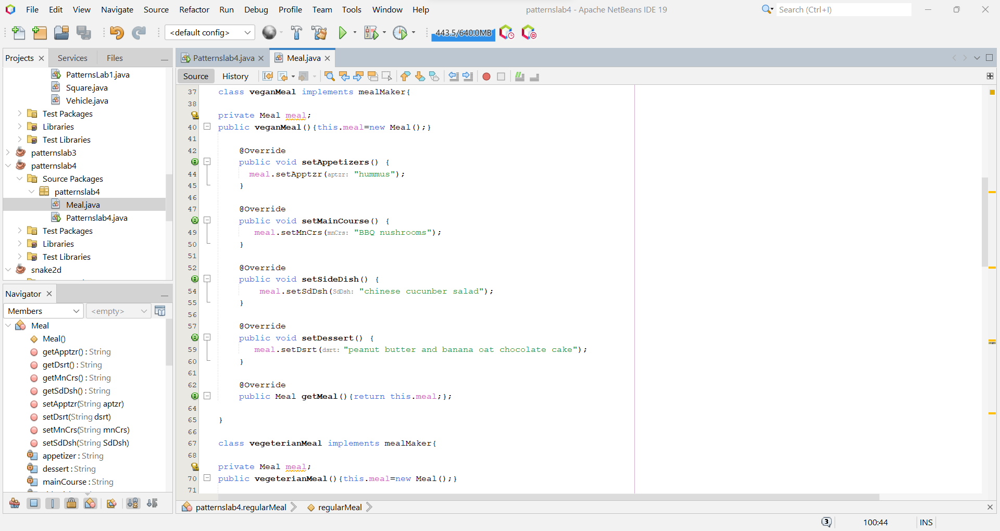 File Edit View Navigate Source Refactor Run Debug Profile Team Tools Window Help
patternslab4 - Apache NetBeans IDE 19
Search (Ctrl+I)
<default config>
443.5/640.0MB
Projects
Services
Files
PatternsLab1.java
Square.java
Vehicle.java
Test Packages
Libraries
Test Libraries
patternslab3
patternslab4
Source Packages
patternslab4
Meal.java
Patternslab4.java
Test Packages
Libraries
Test Libraries
snake2d
Navigator
Members
<empty>
Meal
Meal()
getApptzr() : String
getDsrt() : String
getMnCrs() : String
getSdDsh() : String
setApptzr(String aptzr)
setDsrt(String dsrt)
setMnCrs(String mnCrs)
setSdDsh(String SdDsh)
appetizer : String
dessert : String
mainCourse : String
Patternslab4.java
Meal.java
Source History
37 class veganMeal implements mealMaker{
38
private Meal meal;
40 public veganMeal(){this.meal=new Meal();}
41
42 @Override
public void setAppetizers() {
44 meal.setApptzr(aptzr: "hummus");
45 }
46
47 @Override
public void setMainCourse() {
49 meal.setMnCrs(mnCrs: "BBQ nushrooms");
50 }
51
52 @Override
public void setSideDish() {
54 meal.setSdDsh(SdDsh: "chinese cucunber salad");
55 }
56
57 @Override
public void setDessert() {
59 meal.setDsrt(dsrt: "peanut butter and banana oat chocolate cake");
60 }
61
62 @Override
public Meal getMeal(){return this.meal;};
64
65 }
66
67 class vegeterianMeal implements mealMaker{
68
private Meal meal;
70 public vegeterianMeal(){this.meal=new Meal();}
71
patternslab4.regularMeal
regularMeal
3
100:44
INS